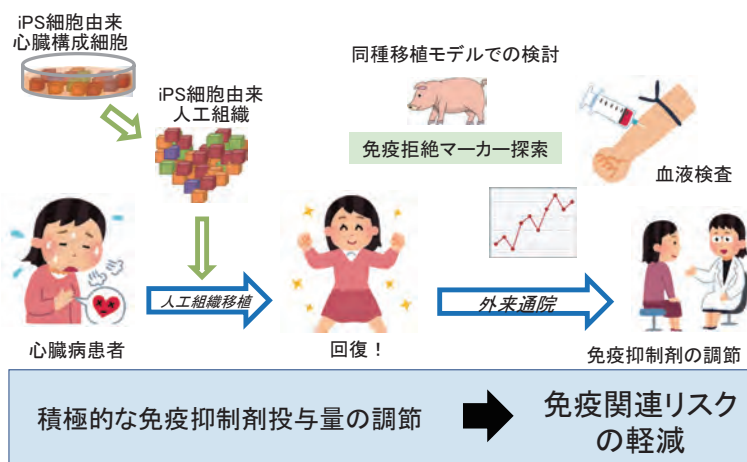 iPS細胞由来
心臓構成細胞
iPS細胞由来
人工組織
同種移植モデルでの検討
免疫拒絶マーカー探索
血液検査
人工組織移植
外来通院
心臓病患者
回復！
免疫抑制剤の調節
積極的な免疫抑制剤投与量の調節
免疫関連リスク
の軽減